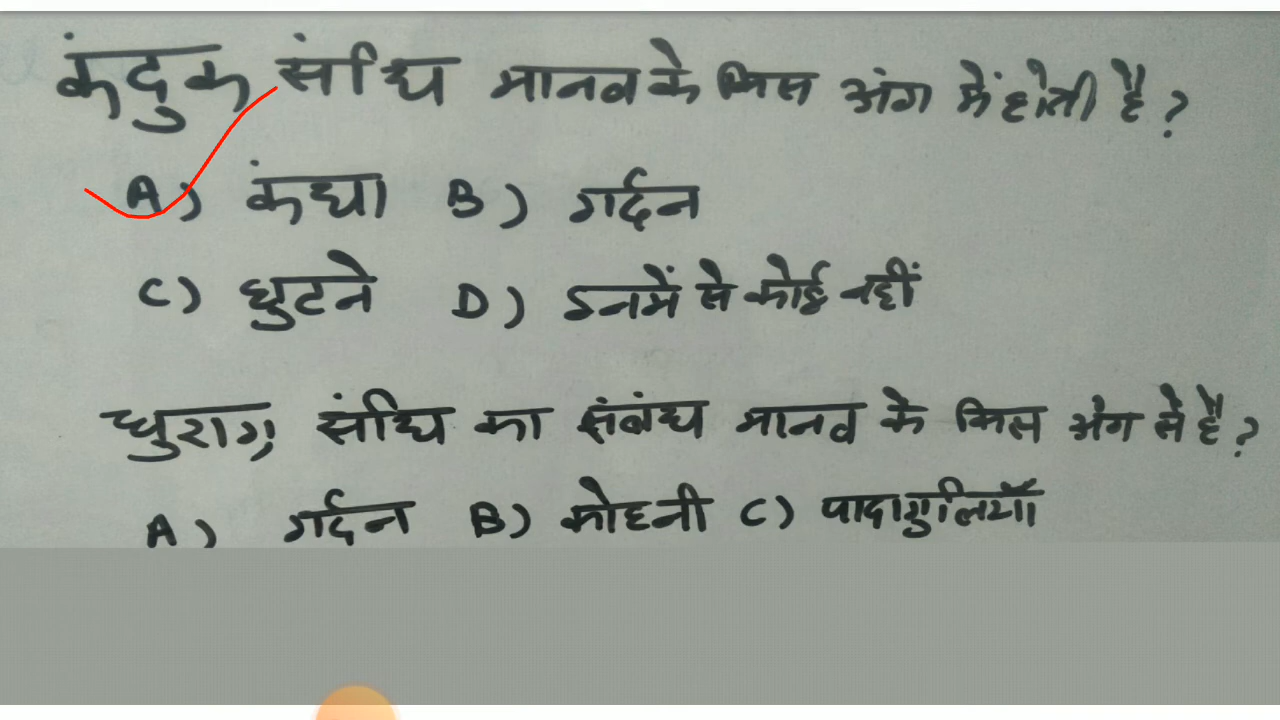 कंदुक संधि मानव के किस अंग में होती है ?
A) कंधा B) गर्दन
C) घुटने D) इनमें से कोई नहीं
धुराग्र संधि का संबंध मानव के किस अंग से है ?
A) गर्दन B) कोहनी C) पादागुलियाँ